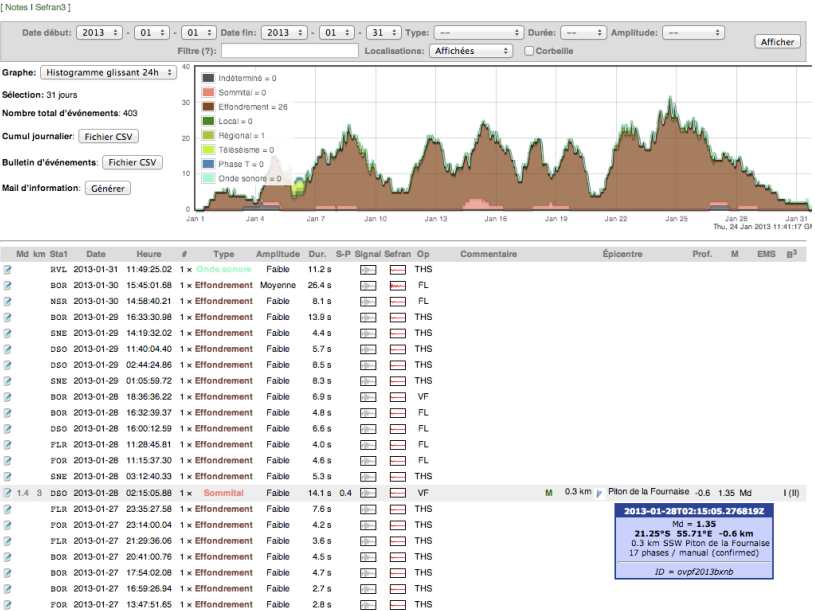 [ Notes I Sefran3 ]
Date début: 2013 - 01 - 01 Date fin: 2013 - 01 - 31 Type: -- Durée: -- Amplitude: --
Afficher
Filtre (?): Localisations: Affichées Corbeille
Graphe: Histogramme glissant 24h
Sélection: 31 jours
Nombre total d'événements: 403
Cumul journalier: Fichier CSV
Bulletin d'événements: Fichier CSV
Mail d'information: Générer
40
30
20
10
0
Indéterminé = 0
Sommital = 0
Effondrement = 26
Local = 0
Régional = 1
Téléséisme = 0
Phase T = 0
Onde sonore = 0
Jan 1 Jan 4 Jan 7 Jan 10 Jan 13 Jan 16 Jan 19 Jan 22 Jan 25 Jan 28 Jan 31
Thu, 24 Jan 2013 11:41:17 GM
Md km Sta1 Date Heure # Type Amplitude Dur. S-P Signal Sefran Op Commentaire Épicentre Prof. M EMS B3
RVL 2013-01-31 11:49:25.02 1 × Onde sonore Faible 11.2 s THS
BOR 2013-01-30 15:45:01.68 1 × Effondrement Moyenne 26.4 s FL
NSR 2013-01-30 14:58:40.21 1 × Effondrement Faible 8.1 s FL
BOR 2013-01-29 16:33:30.98 1 × Effondrement Faible 13.9 s THS
SNE 2013-01-29 14:19:32.02 1 × Effondrement Faible 4.4 s THS
DSO 2013-01-29 11:40:04.40 1 × Effondrement Faible 5.7 s THS
DSO 2013-01-29 02:44:24.86 1 × Effondrement Faible 8.5 s THS
SNE 2013-01-29 01:05:59.72 1 × Effondrement Faible 8.3 s THS
BOR 2013-01-28 18:36:36.22 1 × Effondrement Faible 6.9 s VF
BOR 2013-01-28 16:32:39.37 1 × Effondrement Faible 4.8 s FL
DSO 2013-01-28 16:00:12.59 1 × Effondrement Faible 6.6 s FL
FLR 2013-01-28 11:28:45.81 1 × Effondrement Faible 4.0 s FL
FOR 2013-01-28 11:15:37.30 1 × Effondrement Faible 4.6 s FL
SNE 2013-01-28 03:12:40.33 1 × Effondrement Faible 5.3 s THS
1.4 3 DSO 2013-01-28 02:15:05.88 1 × Sommital Faible 14.1 s 0.4 VF M 0.3 km Piton de la Fournaise -0.6 1.35 Md I (II)
FLR 2013-01-27 23:35:27.58 1 × Effondrement Faible 7.6 s THS
FOR 2013-01-27 23:14:00.04 1 × Effondrement Faible 4.2 s THS
FLR 2013-01-27 21:29:36.06 1 × Effondrement Faible 3.6 s THS
BOR 2013-01-27 20:41:00.76 1 × Effondrement Faible 4.5 s THS
BOR 2013-01-27 17:54:02.08 1 × Effondrement Faible 4.7 s THS
BOR 2013-01-27 16:59:26.94 1 × Effondrement Faible 2.7 s THS
FOR 2013-01-27 13:47:51.65 1 × Effondrement Faible 2.8 s THS
2013-01-28T02:15:05.276819Z
Md = 1.35
21.25°S 55.71°E -0.6 km
0.3 km SSW Piton de la Fournaise
17 phases / manual (confirmed)
ID = ovpf2013bxnb